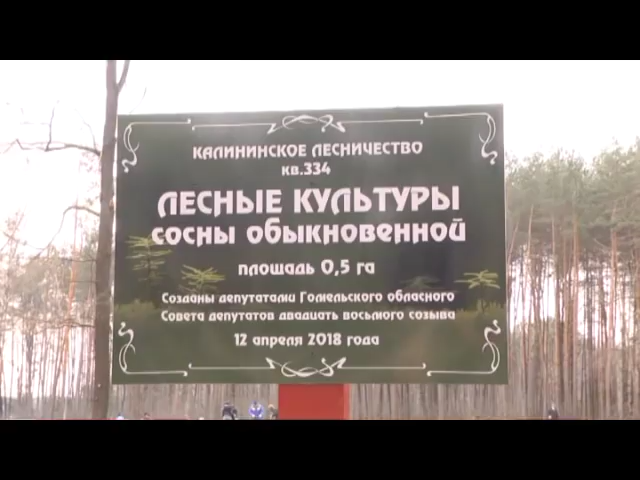 КАЛИНИНСКОЕ ЛЕСНИЧЕСТВО
КВ.334
ЛЕСНЫЕ КУЛЬТУРЫ
СОСНЫ ОБЫКНОВЕННОЙ
ПЛОЩАДЬ 0,5 ГА
Созданы депутатами Гомельского обласного
Совета депутатов двадцать восьмого созыва
12 апреля 2018 года